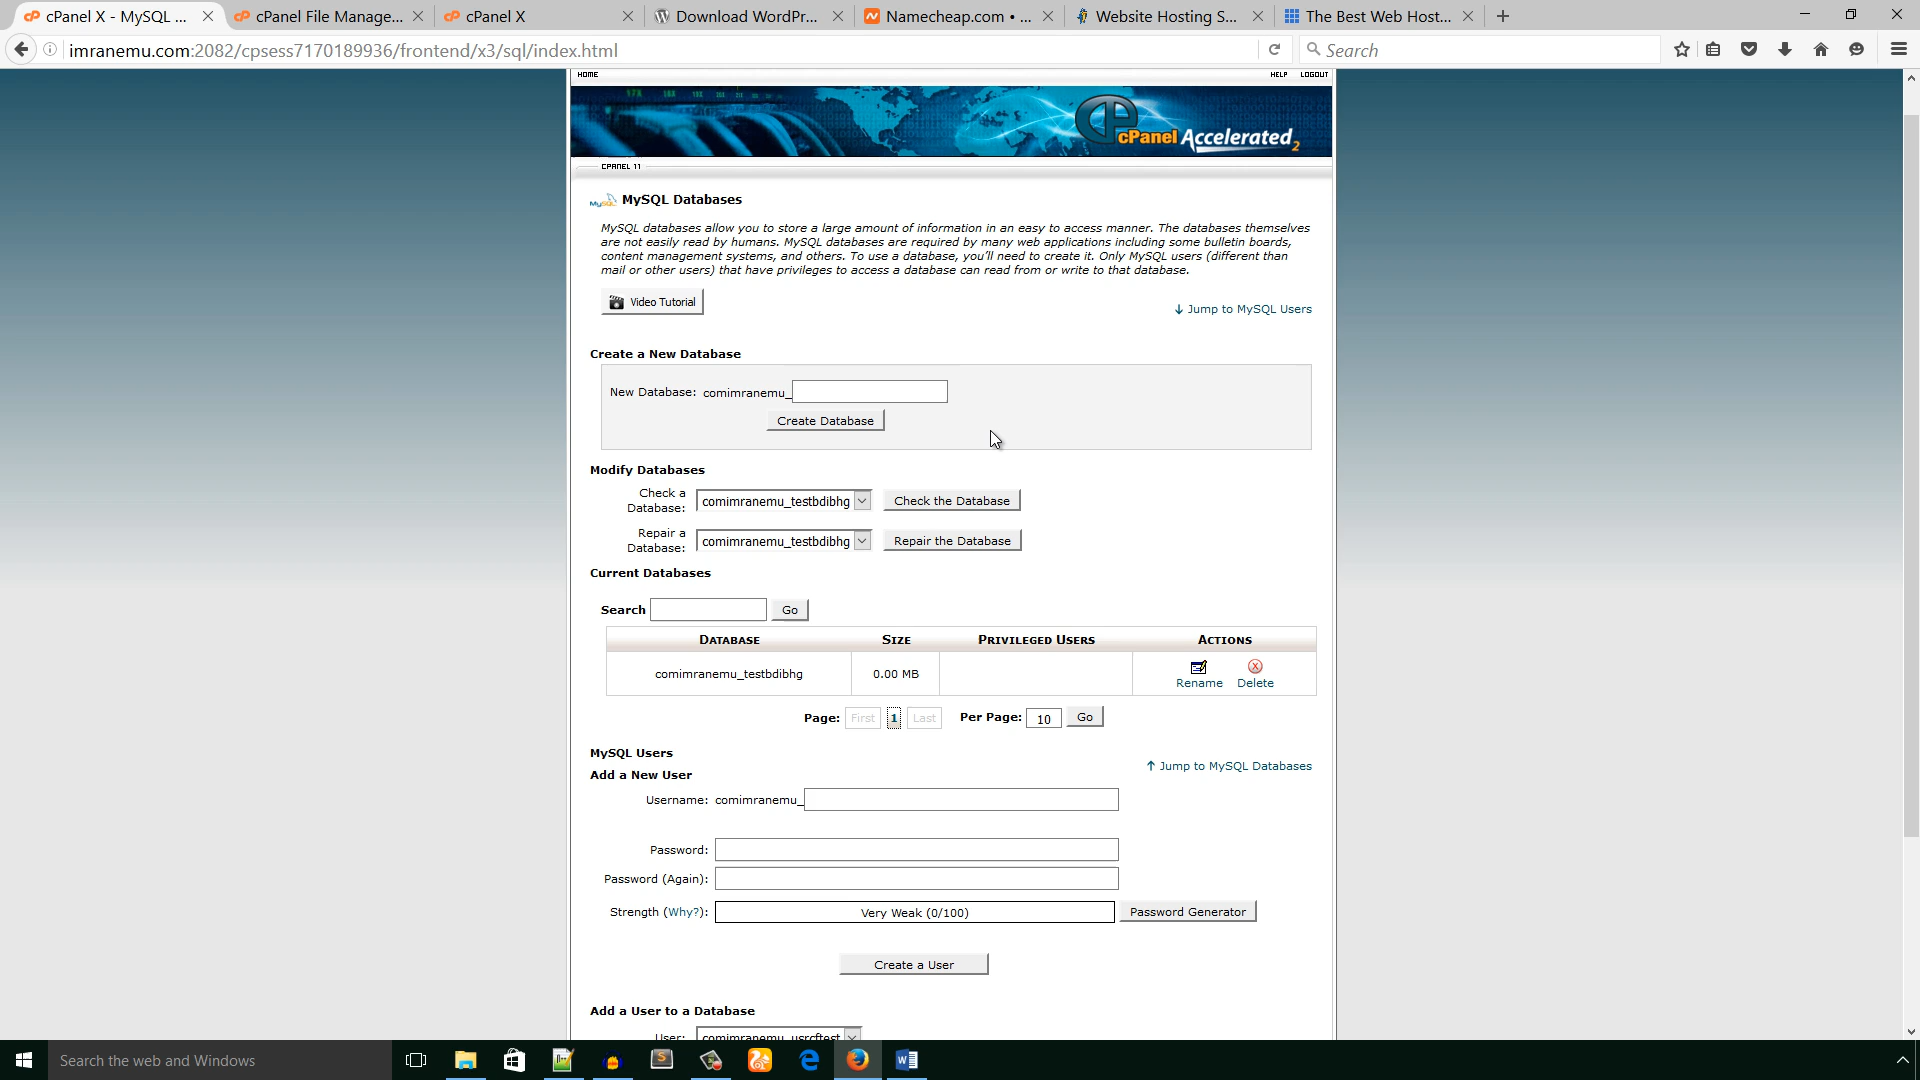 cPanel X - MySQL ...
cPanel File Manage...
cPanel X
Download WordPr...
Namecheap.com • ...
Website Hosting S...
The Best Web Host...
imranemu.com:2082/cpsess7170189936/frontend/x3/sql/index.html
Search
HOME
HELP LOGOUT
cPanel Accelerated2
CPANEL 11
MySQL Databases
MySQL databases allow you to store a large amount of information in an easy to access manner. The databases themselves
are not easily read by humans. MySQL databases are required by many web applications including some bulletin boards,
content management systems, and others. To use a database, you'll need to create it. Only MySQL users (different than
mail or other users) that have privileges to access a database can read from or write to that database.
Video Tutorial
Jump to MySQL Users
Create a New Database
New Database: comimranemu_
Create Database
Modify Databases
Check a
Database:
comimranemu_testbdibhg
Check the Database
Repair a
Database:
comimranemu_testbdibhg
Repair the Database
Current Databases
Search
Go
DATABASE SIZE PRIVILEGED USERS ACTIONS
comimranemu_testbdibhg 0.00 MB
Rename Delete
Page: First 1 Last Per Page: 10 Go
MySQL Users
Jump to MySQL Databases
Add a New User
Username: comimranemu_
Password:
Password (Again):
Strength (Why?): Very Weak (0/100) Password Generator
Create a User
Add a User to a Database
User: comimranemu_usrcftest
Search the web and Windows